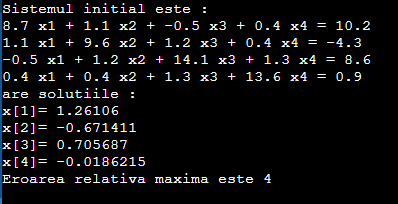 Sistemul initial este :
8.7 x1 + 1.1 x2 + -0.5 x3 + 0.4 x4 = 10.2
1.1 x1 + 9.6 x2 + 1.2 x3 + 0.4 x4 = -4.3
-0.5 x1 + 1.2 x2 + 14.1 x3 + 1.3 x4 = 8.6
0.4 x1 + 0.4 x2 + 1.3 x3 + 13.6 x4 = 0.9
are solutiile :
x[1]= 1.26106
x[2]= -0.671411
x[3]= 0.705687
x[4]= -0.0186215
Eroarea relativa maxima este 4